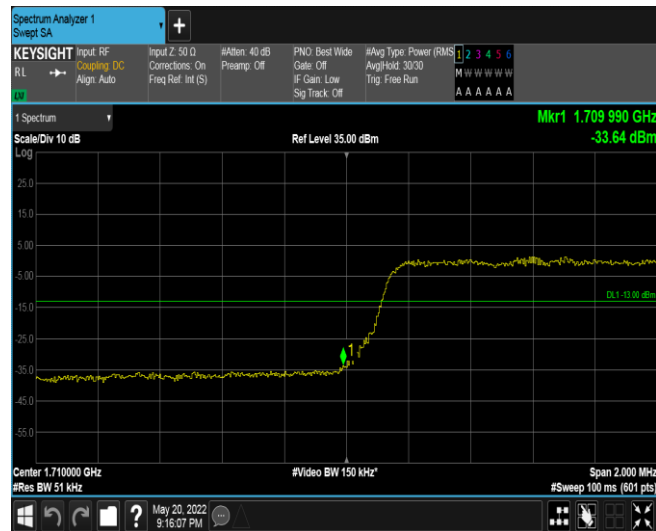 Spectrum Analyzer 1
Swept SA
KEYSIGHT
RL
Input: RF
Coupling: DC
Align: Auto
Input Z: 50 Ω
Corrections: On
Freq Ref: Int (S)
#Atten: 40 dB
Preamp: Off
PNO: Best Wide
Gate: Off
IF Gain: Low
Sig Track: Off
#Avg Type: Power (RMS
Avg|Hold: 30/30
Trig: Free Run
1 2 3 4 5 6
M W W W W W
A A A A A A
1 Spectrum
Mkr1 1.709 990 GHz
Scale/Div 10 dB
Ref Level 35.00 dBm
-33.64 dBm
Log
25.0
15.0
5.00
-5.00
DL1 -13.00 dBm
-15.0
-25.0
1
-35.0
-45.0
-55.0
Center 1.710000 GHz
#Video BW 150 kHz*
Span 2.000 MHz
#Res BW 51 kHz
#Sweep 100 ms (601 pts)
?
May 20, 2022
9:16:07 PM